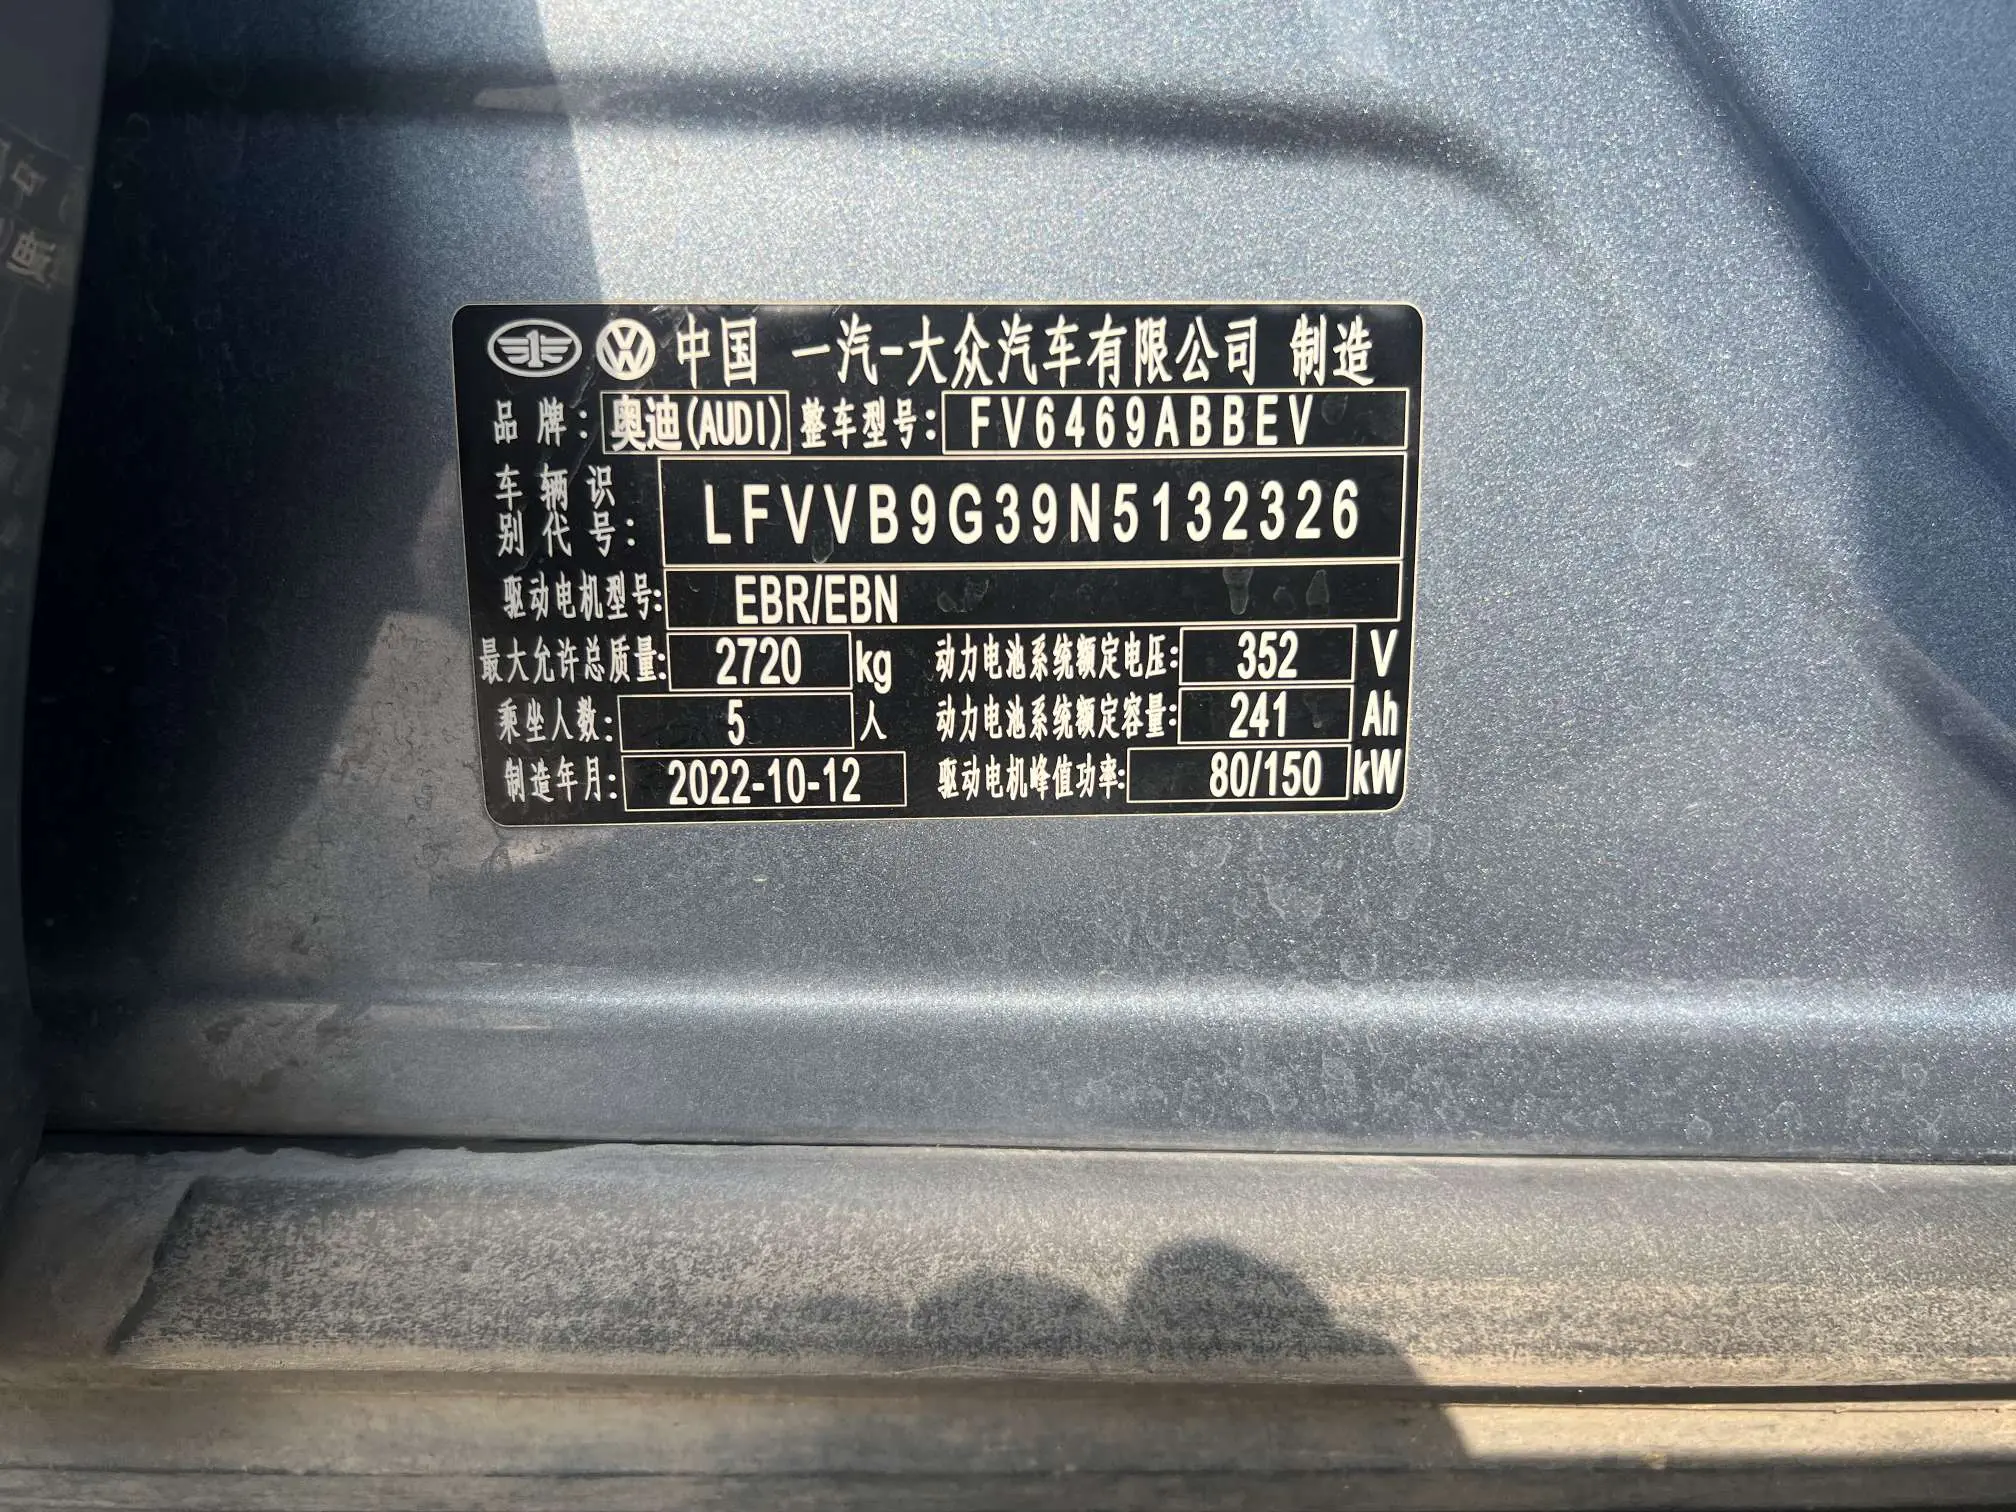 中国 一汽-大众汽车有限公司 制造
品牌: 奥迪(AUDI) 整车型号: FV6469ABBEV
车辆识别代号: LFVVB9G39N5132326
驱动电机型号: EBR/EBN
最大允许总质量: 2720 kg 动力电池系统额定电压: 352 V
乘坐人数: 5 人 动力电池系统额定容量: 241 Ah
制造年月: 2022-10-12 驱动电机峰值功率: 80/150 kW